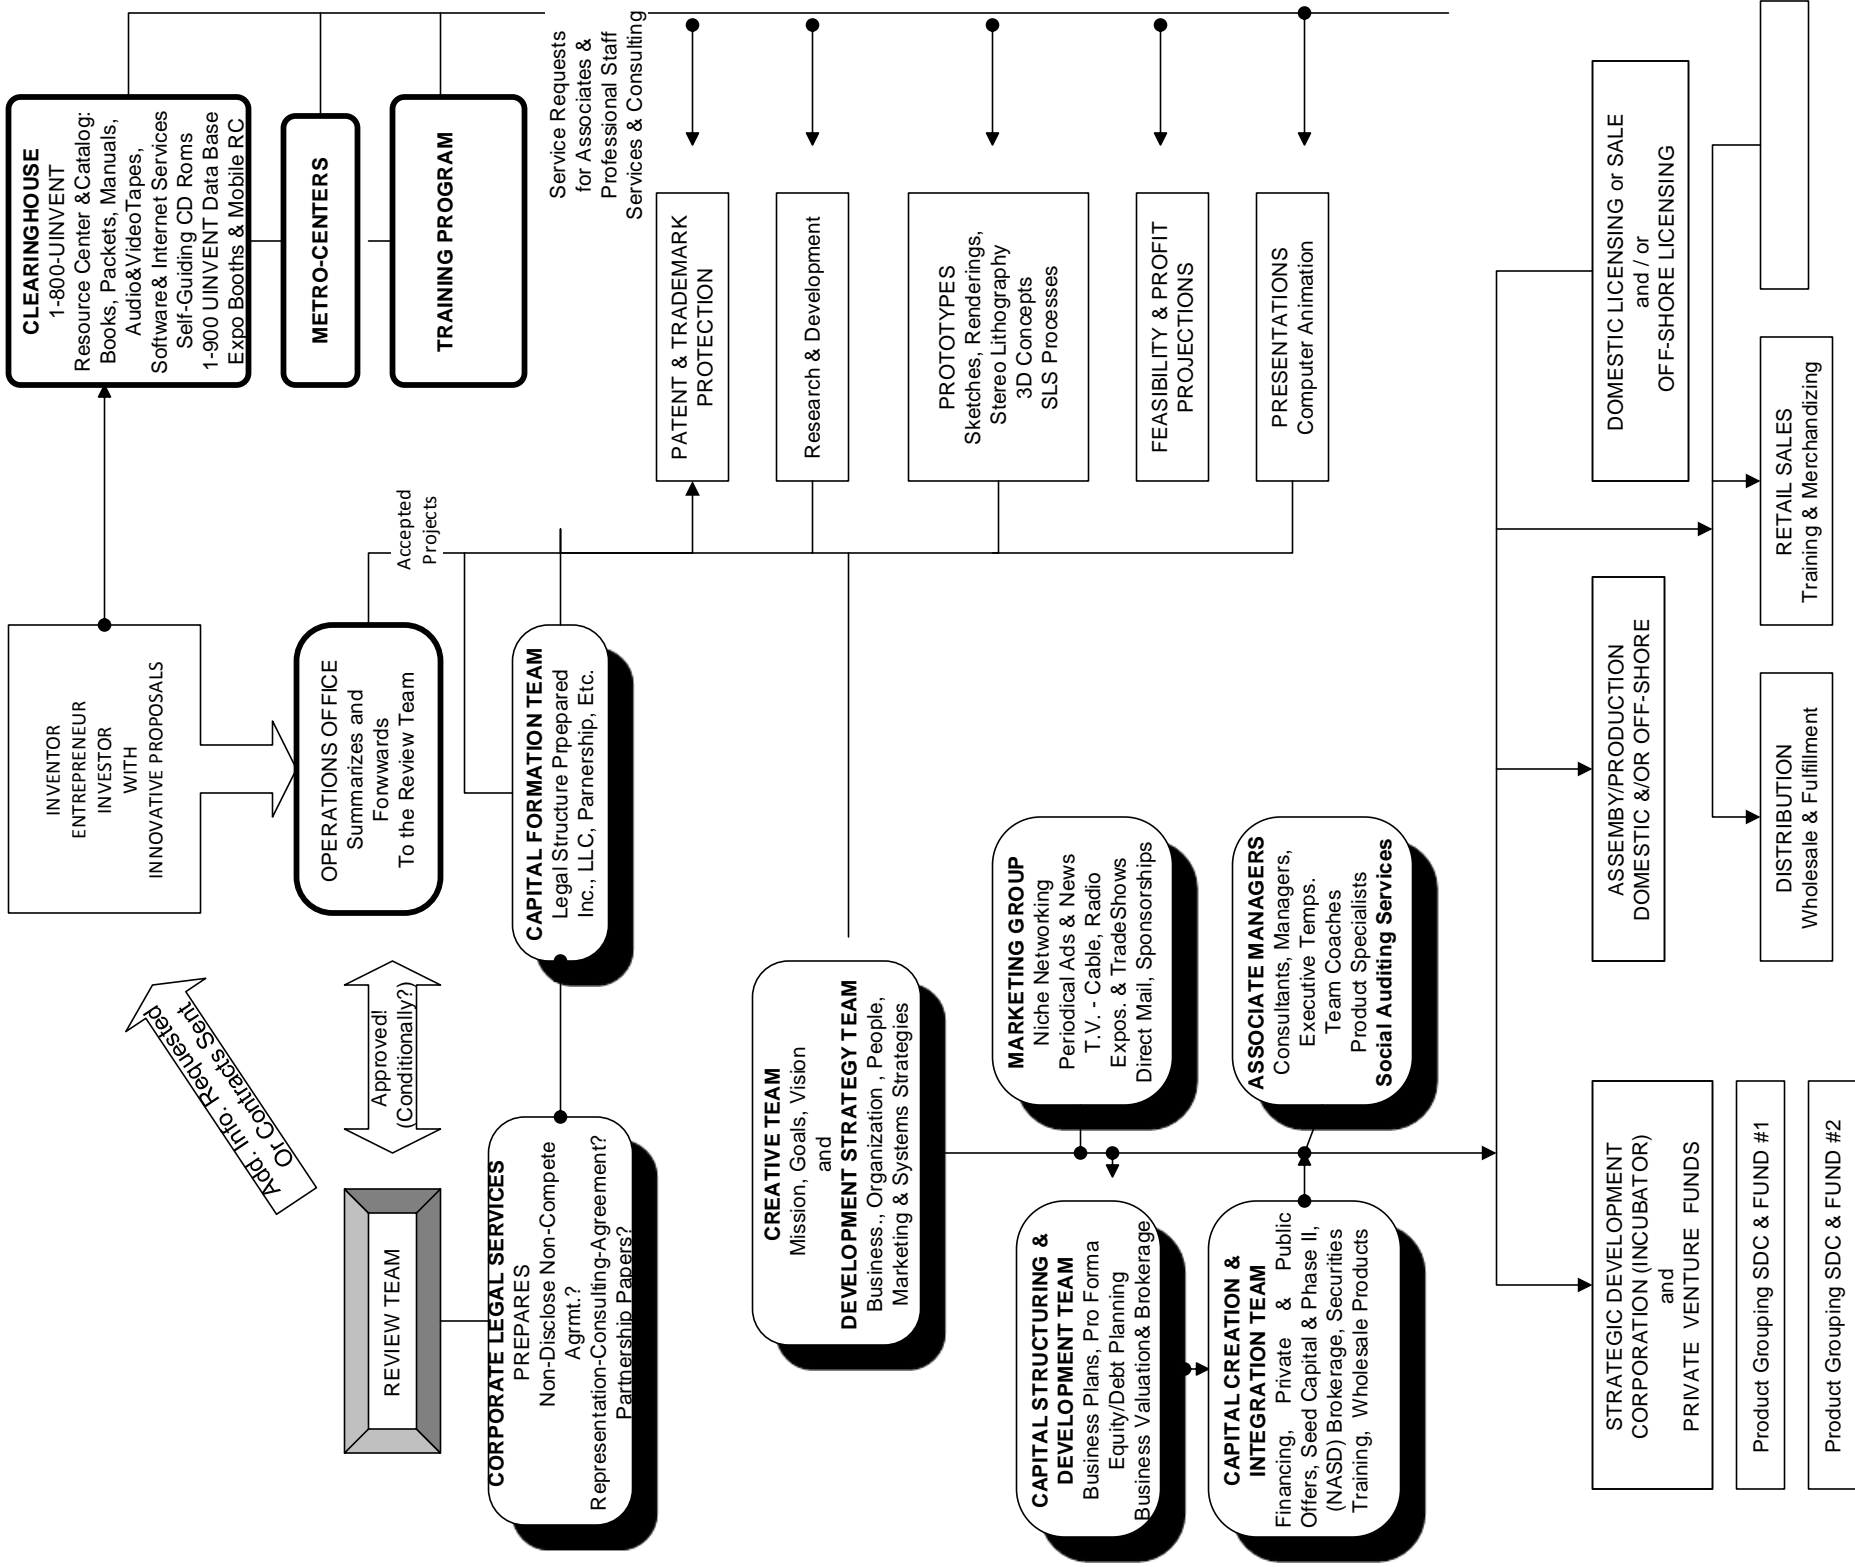 Add. Info. Requested
Or Contracts Sent
INVENTOR
ENTREPRENEUR
INVESTOR
WITH
INNOVATIVE PROPOSALS
CLEARINGHOUSE
1-800-UINVENT
Resource Center &Catalog:
Books, Packets, Manuals,
Audio&VideoTapes,
Software& Internet Services
Self-Guiding CD Roms
1-900 UINVENT Data Base
Expo Booths & Mobile RC
REVIEW TEAM
Approved!
(Conditionally?)
OPERATIONS OFFICE
Summarizes and
Forwwards
To the Review Team
Accepted
Projects
METRO-CENTERS
TRAINING PROGRAM
CORPORATE LEGAL SERVICES
PREPARES
Non-Disclose Non-Compete
Agrmt.?
Representation-Consulting-Agreement?
Partnership Papers?
CAPITAL FORMATION TEAM
Legal Structure Prpepared
Inc., LLC, Parnership, Etc.
Service Requests
for Associates &
Professional Staff
Services & Consulting
PATENT & TRADEMARK
PROTECTION
Research & Development
PROTOTYPES
Sketches, Renderings,
Stereo Lithography
3D Concepts
SLS Processes
FEASIBILITY & PROFIT
PROJECTIONS
PRESENTATIONS
Computer Animation
CREATIVE TEAM
Mission, Goals, Vision
and
DEVELOPMENT STRATEGY TEAM
Business., Organization , People,
Marketing & Systems Strategies
CAPITAL STRUCTURING &
DEVELOPMENT TEAM
Business Plans, Pro Forma
Equity/Debt Planning
Business Valuation& Brokerage
MARKETING GROUP
Niche Networking
Periodical Ads & News
T.V. - Cable, Radio
Expos. & TradeShows
Direct Mail, Sponsorships
CAPITAL CREATION &
INTEGRATION TEAM
Financing, Private & Public
Offers, Seed Capital & Phase II,
(NASD) Brokerage, Securities
Training, Wholesale Products
ASSOCIATE MANAGERS
Consultants, Managers,
Executive Temps.
Team Coaches
Product Specialists
Social Auditing Services
STRATEGIC DEVELOPMENT
CORPORATION (INCUBATOR)
and
PRIVATE VENTURE FUNDS
ASSEMBY/PRODUCTION
DOMESTIC &/OR OFF-SHORE
DOMESTIC LICENSING or SALE
and / or
OFF-SHORE LICENSING
Product Grouping SDC & FUND #1
Product Grouping SDC & FUND #2
DISTRIBUTION
Wholesale & Fulfillment
RETAIL SALES
Training & Merchandizing